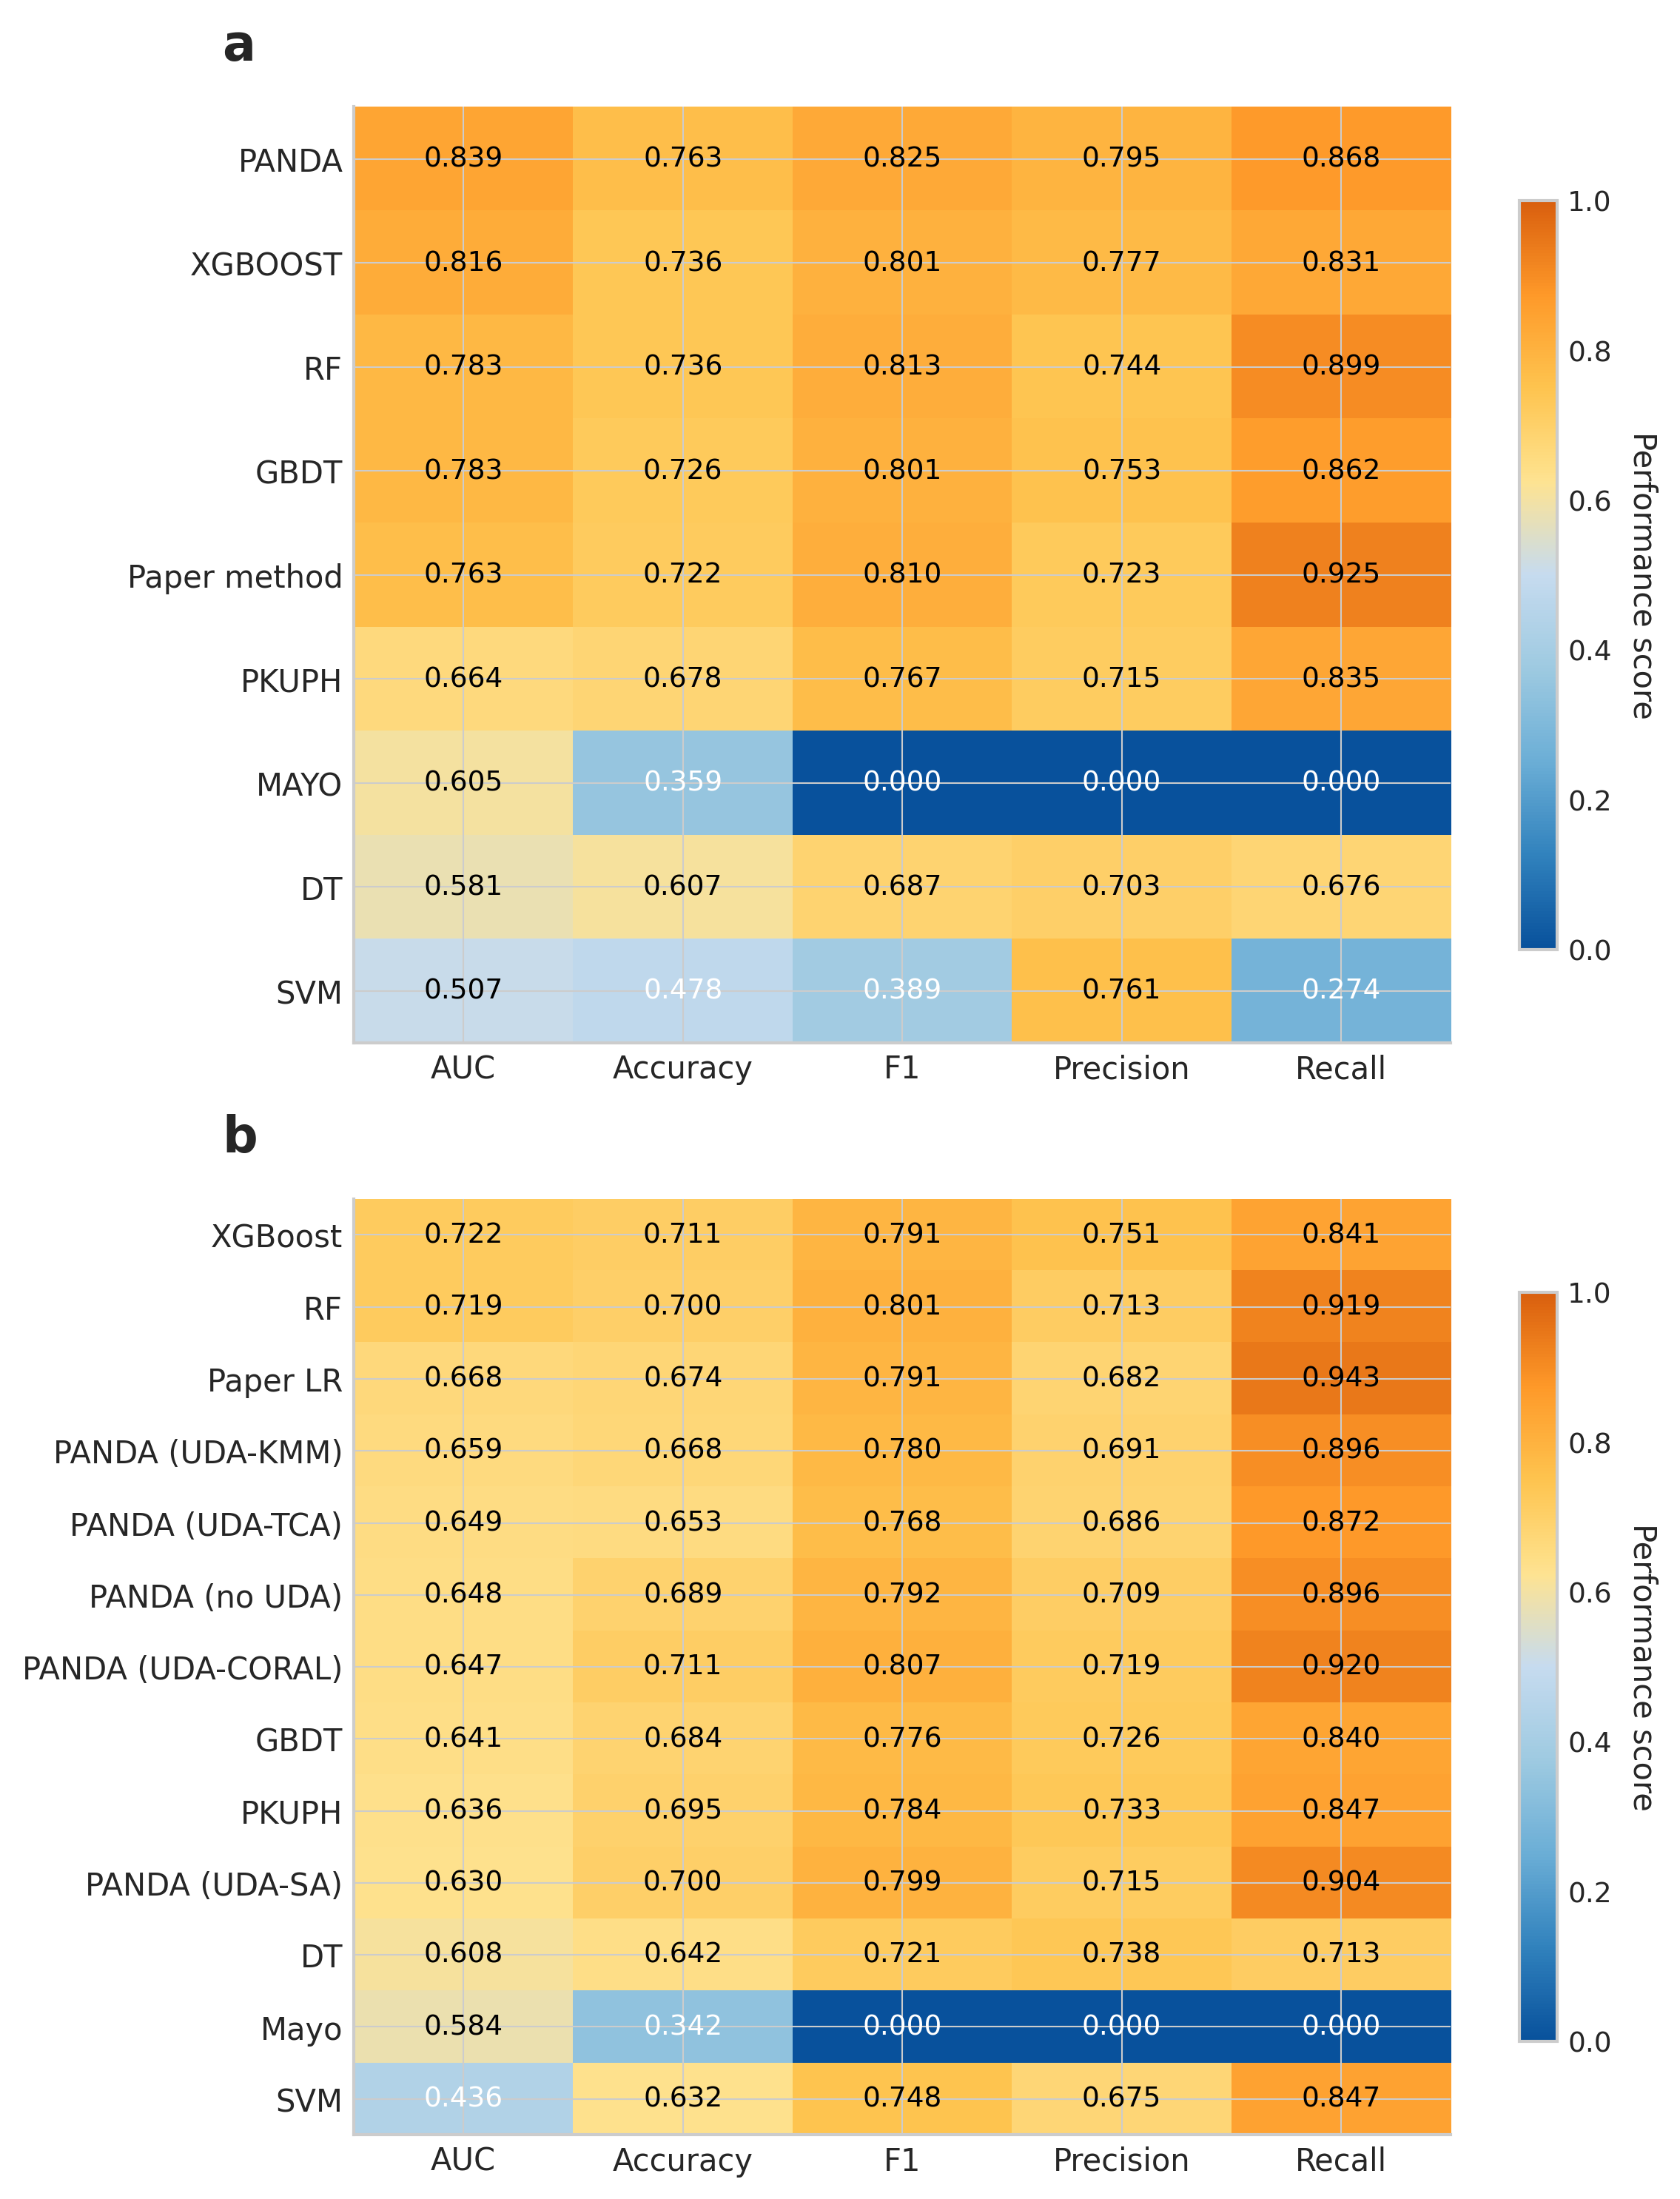 a
PANDA 0.839 0.763 0.825 0.795 0.868
XGBOOST 0.816 0.736 0.801 0.777 0.831
RF 0.783 0.736 0.813 0.744 0.899
GBDT 0.783 0.726 0.801 0.753 0.862
Paper method 0.763 0.722 0.810 0.723 0.925
PKUPH 0.664 0.678 0.767 0.715 0.835
MAYO 0.605 0.359 0.000 0.000 0.000
DT 0.581 0.607 0.687 0.703 0.676
SVM 0.507 0.478 0.389 0.761 0.274
AUC Accuracy F1 Precision Recall
1.0
0.8
0.6
0.4
0.2
0.0
Performance score
b
XGBoost 0.722 0.711 0.791 0.751 0.841
RF 0.719 0.700 0.801 0.713 0.919
Paper LR 0.668 0.674 0.791 0.682 0.943
PANDA (UDA-KMM) 0.659 0.668 0.780 0.691 0.896
PANDA (UDA-TCA) 0.649 0.653 0.768 0.686 0.872
PANDA (no UDA) 0.648 0.689 0.792 0.709 0.896
PANDA (UDA-CORAL) 0.647 0.711 0.807 0.719 0.920
GBDT 0.641 0.684 0.776 0.726 0.840
PKUPH 0.636 0.695 0.784 0.733 0.847
PANDA (UDA-SA) 0.630 0.700 0.799 0.715 0.904
DT 0.608 0.642 0.721 0.738 0.713
Mayo 0.584 0.342 0.000 0.000 0.000
SVM 0.436 0.632 0.748 0.675 0.847
AUC Accuracy F1 Precision Recall
1.0
0.8
0.6
0.4
0.2
0.0
Performance score